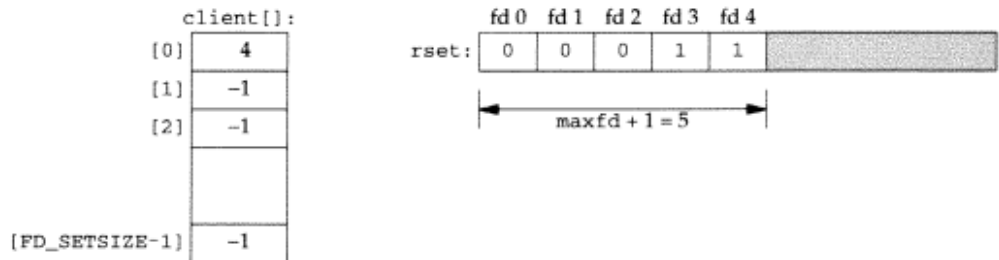 client[]:
[0] 4
[1] −1
[2] −1
[FD_SETSIZE-1] −1
fd 0 fd 1 fd 2 fd 3 fd 4
rset: 0 0 0 1 1
maxfd + 1 = 5